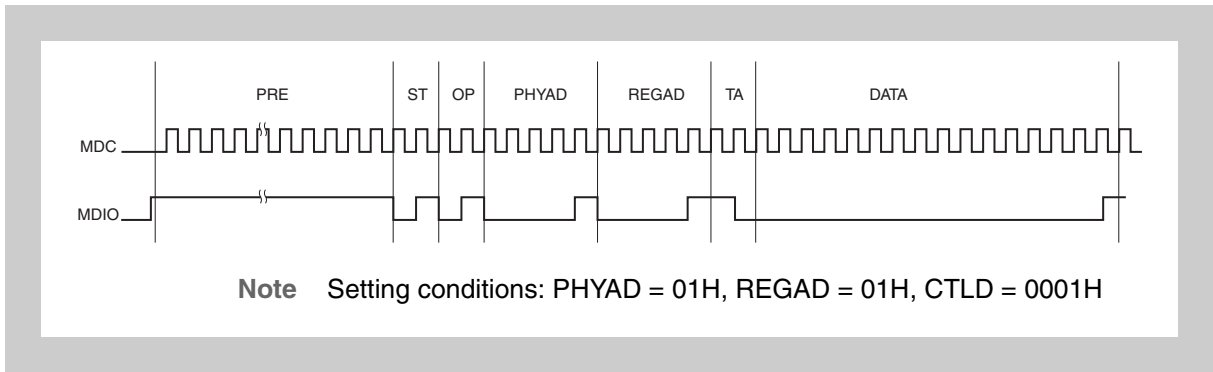 PRE ST OP PHYAD REGAD TA DATA
MDC
MDIO
Note Setting conditions: PHYAD = 01H, REGAD = 01H, CTLD = 0001H